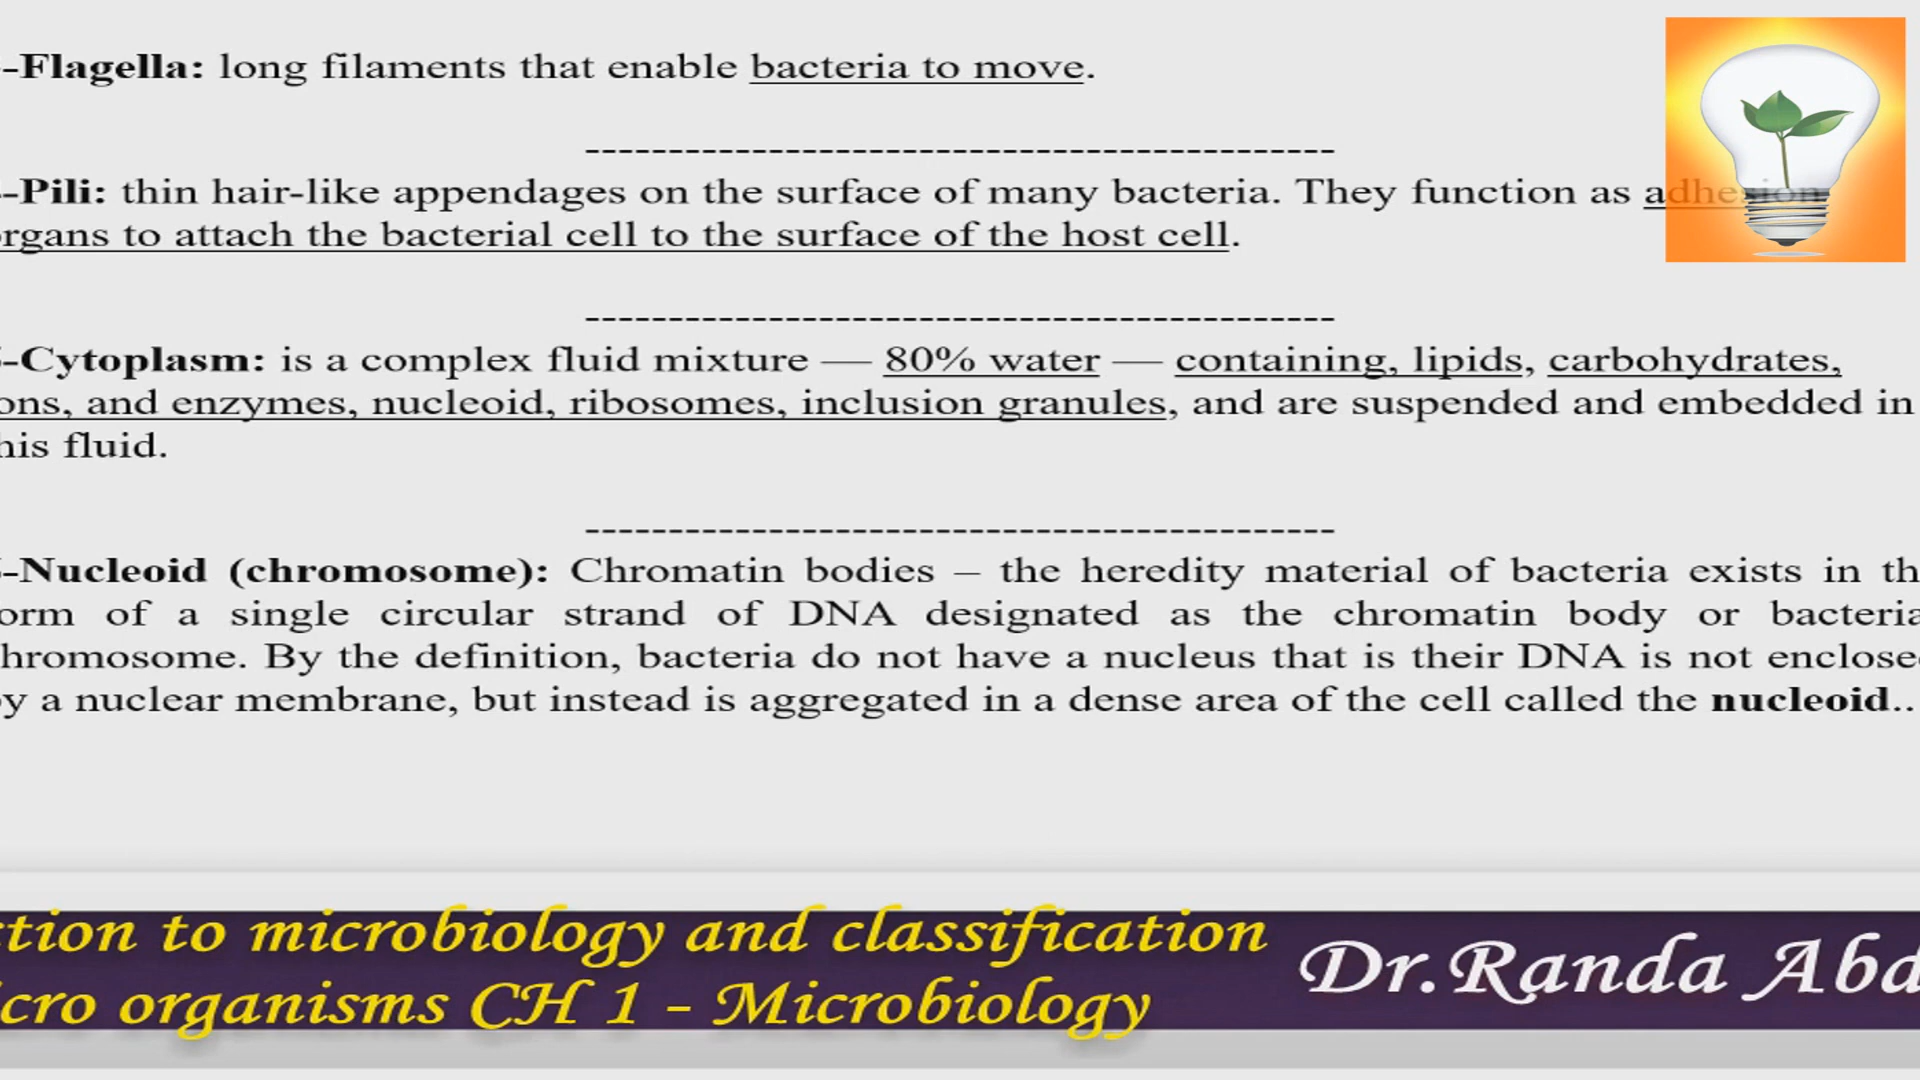 -Flagella: long filaments that enable bacteria to move.
---------------------------------------------
-Pili: thin hair-like appendages on the surface of many bacteria. They function as adhesion
organs to attach the bacterial cell to the surface of the host cell.
---------------------------------------------
-Cytoplasm: is a complex fluid mixture — 80% water — containing, lipids, carbohydrates,
ons, and enzymes, nucleoid, ribosomes, inclusion granules, and are suspended and embedded in
his fluid.
---------------------------------------------
-Nucleoid (chromosome): Chromatin bodies – the heredity material of bacteria exists in th
orm of a single circular strand of DNA designated as the chromatin body or bacteria
hromosome. By the definition, bacteria do not have a nucleus that is their DNA is not enclose
y a nuclear membrane, but instead is aggregated in a dense area of the cell called the nucleoid..
ction to microbiology and classification
icro organisms CH 1 - Microbiology
Dr.Randa Abd